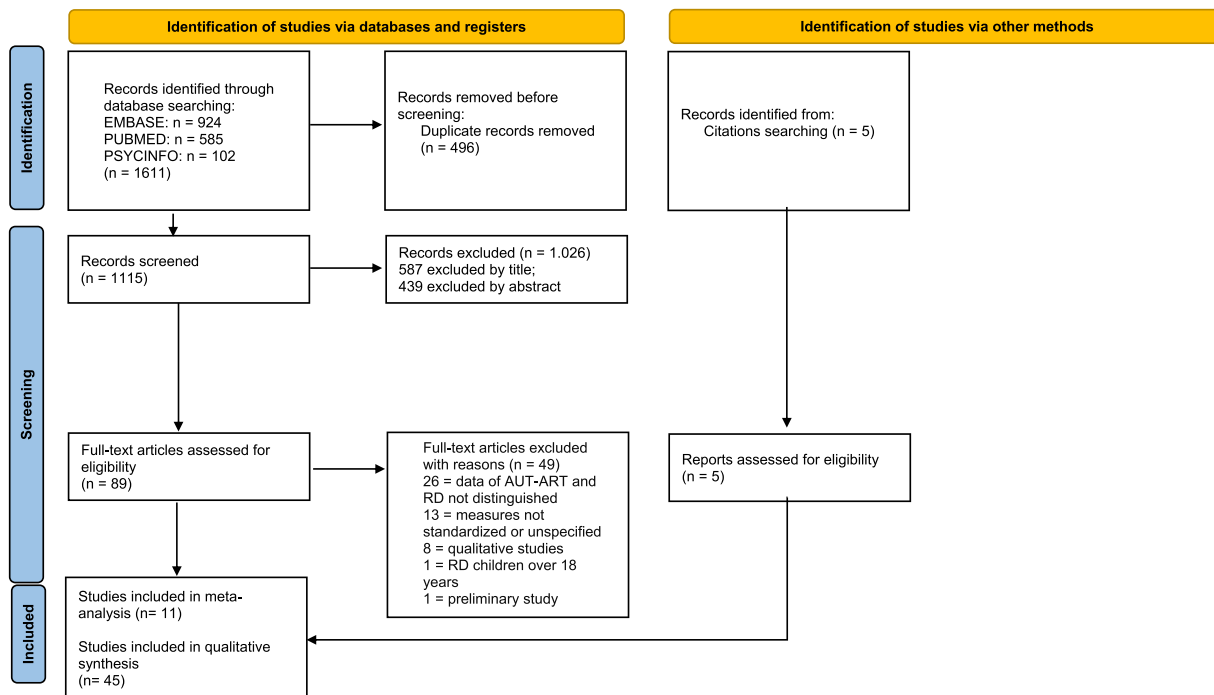 Identification of studies via databases and registers
Identification of studies via other methods
Identification
Records identified through
database searching:
EMBASE: n = 924
PUBMED: n = 585
PSYCINFO: n = 102
(n = 1611)
Records removed before
screening:
Duplicate records removed
(n = 496)
Records identified from:
Citations searching (n = 5)
Screening
Records screened
(n = 1115)
Records excluded (n = 1.026)
587 excluded by title;
439 excluded by abstract
Full-text articles assessed for
eligibility
(n = 89)
Full-text articles excluded
with reasons (n = 49)
26 = data of AUT-ART and
RD not distinguished
13 = measures not
standardized or unspecified
8 = qualitative studies
1 = RD children over 18
years
1 = preliminary study
Reports assessed for eligibility
(n = 5)
Included
Studies included in meta-
analysis (n= 11)
Studies included in qualitative
synthesis
(n= 45)